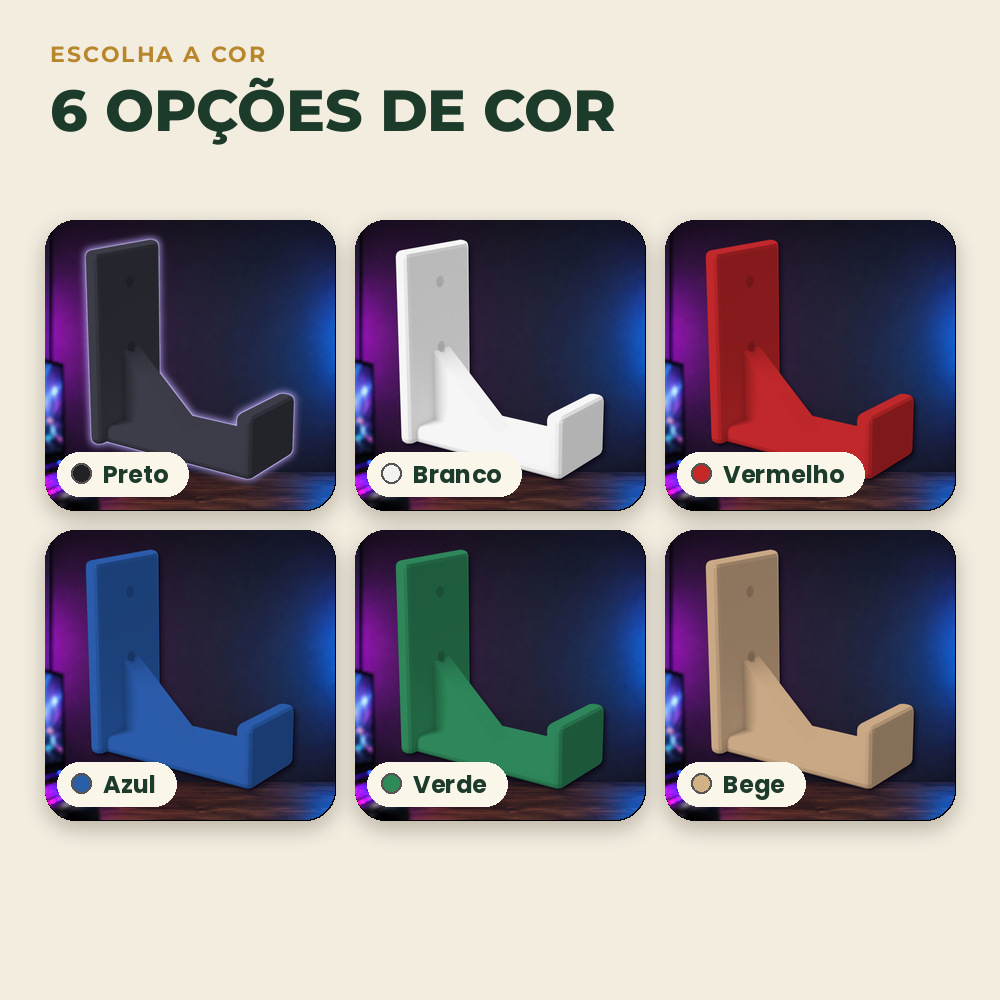 ESCOLHA A COR
6 OPÇÕES DE COR
Preto
Branco
Vermelho
Azul
Verde
Bege